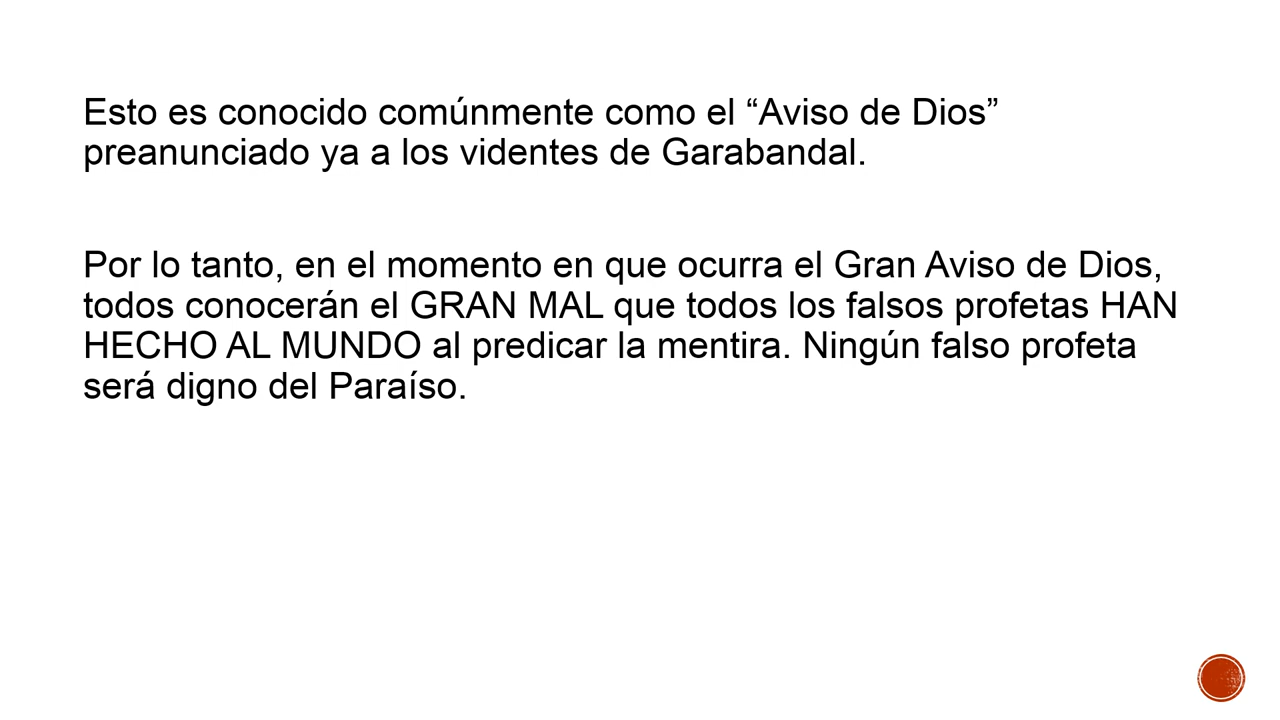 Esto es conocido comúnmente como el “Aviso de Dios”
preanunciado ya a los videntes de Garabandal.
Por lo tanto, en el momento en que ocurra el Gran Aviso de Dios,
todos conocerán el GRAN MAL que todos los falsos profetas HAN
HECHO AL MUNDO al predicar la mentira. Ningún falso profeta
será digno del Paraíso.